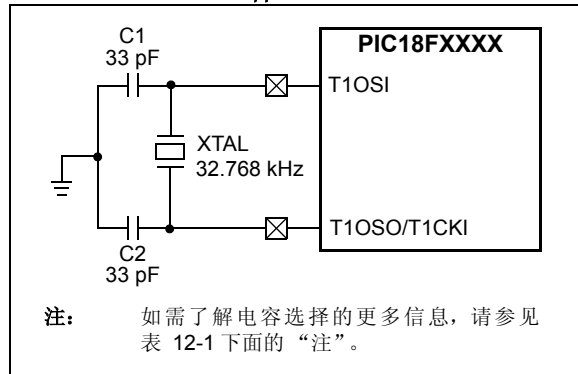 C1
33 pF
PIC18FXXXX
T1OSI
XTAL
32.768 kHz
T1OSO/T1CKI
C2
33 pF
注： 如需了解电容选择的更多信息，请参见
表 12-1 下面的“注”。